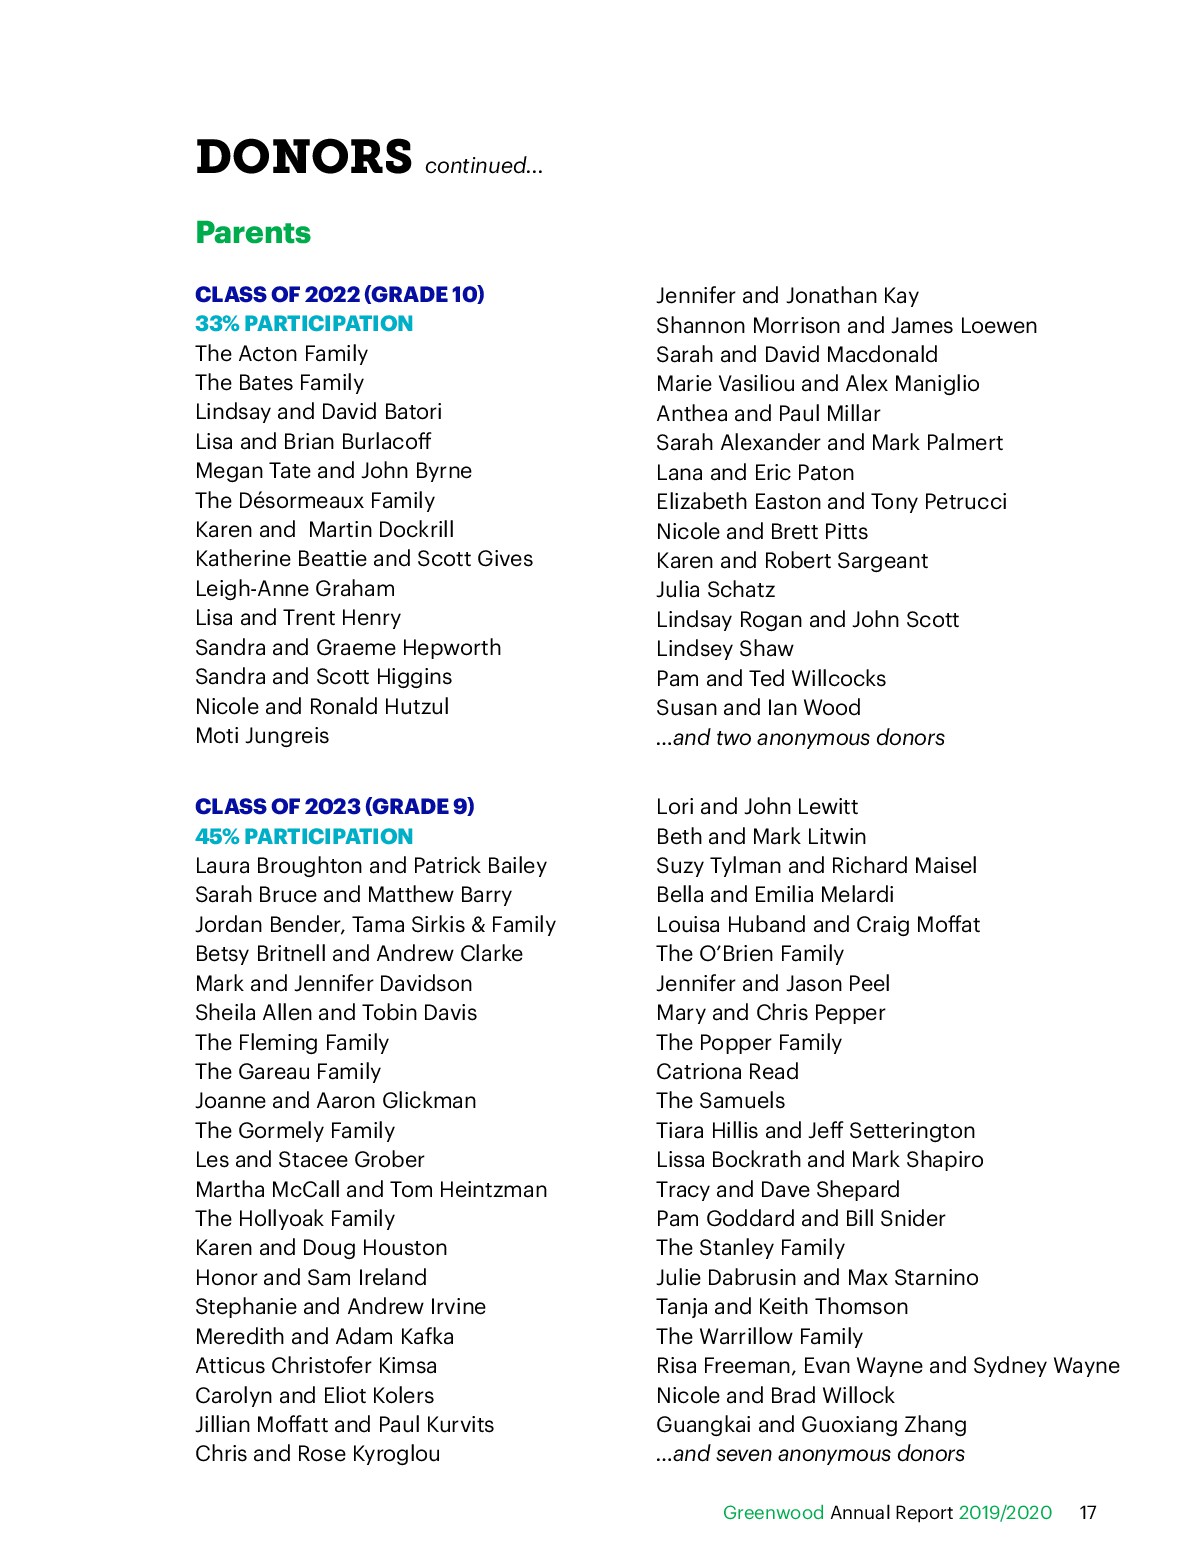 DONORS continued...
Parents
CLASS OF 2022 (GRADE 10)
33% PARTICIPATION
The Acton Family
The Bates Family
Lindsay and David Batori
Lisa and Brian Burlacoff
Megan Tate and John Byrne
The Désormeaux Family
Karen and  Martin Dockrill
Katherine Beattie and Scott Gives
Leigh-Anne Graham
Lisa and Trent Henry
Sandra and Graeme Hepworth
Sandra and Scott Higgins
Nicole and Ronald Hutzul
Moti Jungreis
Jennifer and Jonathan Kay
Shannon Morrison and James Loewen
Sarah and David Macdonald
Marie Vasiliou and Alex Maniglio
Anthea and Paul Millar
Sarah Alexander and Mark Palmert
Lana and Eric Paton
Elizabeth Easton and Tony Petrucci
Nicole and Brett Pitts
Karen and Robert Sargeant
Julia Schatz
Lindsay Rogan and John Scott
Lindsey Shaw
Pam and Ted Willcocks
Susan and Ian Wood
...and two anonymous donors
CLASS OF 2023 (GRADE 9)
45% PARTICIPATION
Laura Broughton and Patrick Bailey
Sarah Bruce and Matthew Barry
Jordan Bender, Tama Sirkis & Family
Betsy Britnell and Andrew Clarke
Mark and Jennifer Davidson
Sheila Allen and Tobin Davis
The Fleming Family
The Gareau Family
Joanne and Aaron Glickman
The Gormely Family
Les and Stacee Grober
Martha McCall and Tom Heintzman
The Hollyoak Family
Karen and Doug Houston
Honor and Sam Ireland
Stephanie and Andrew Irvine
Meredith and Adam Kafka
Atticus Christofer Kimsa
Carolyn and Eliot Kolers
Jillian Moffatt and Paul Kurvits
Chris and Rose Kyroglou
Lori and John Lewitt
Beth and Mark Litwin
Suzy Tylman and Richard Maisel
Bella and Emilia Melardi
Louisa Huband and Craig Moffat
The O’Brien Family
Jennifer and Jason Peel
Mary and Chris Pepper
The Popper Family
Catriona Read
The Samuels
Tiara Hillis and Jeff Setterington
Lissa Bockrath and Mark Shapiro
Tracy and Dave Shepard
Pam Goddard and Bill Snider
The Stanley Family
Julie Dabrusin and Max Starnino
Tanja and Keith Thomson
The Warrillow Family
Risa Freeman, Evan Wayne and Sydney Wayne
Nicole and Brad Willock
Guangkai and Guoxiang Zhang
...and seven anonymous donors
Greenwood Annual Report 2019/2020 17